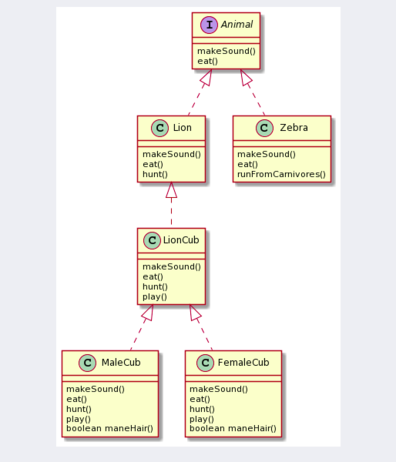 I Animal
makeSound()
eat()
C Lion
makeSound()
eat()
hunt()
C Zebra
makeSound()
eat()
runFromCarnivores()
C LionCub
makeSound()
eat()
hunt()
play()
C MaleCub
makeSound()
eat()
hunt()
play()
boolean maneHair()
C FemaleCub
makeSound()
eat()
hunt()
play()
boolean maneHair()